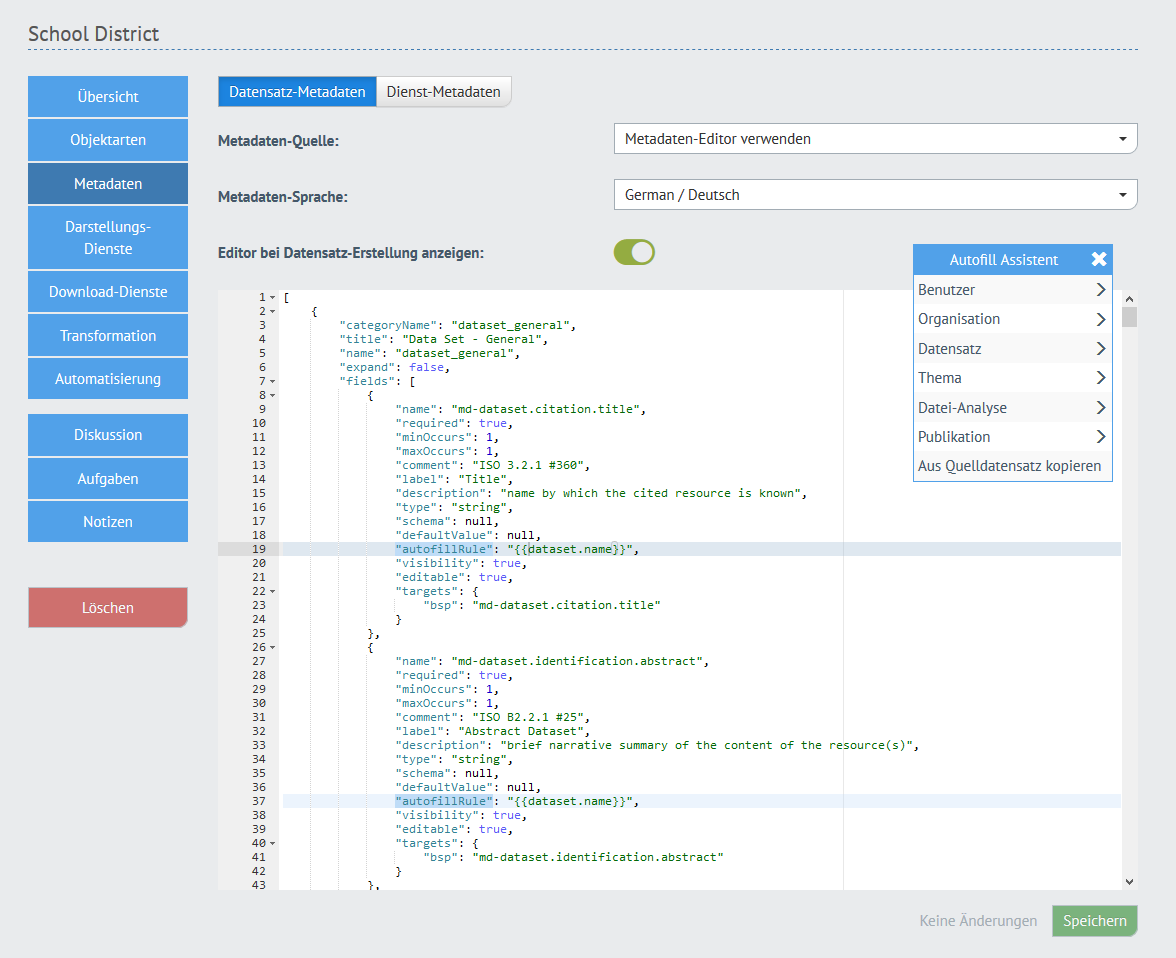 School District
Übersicht
Objektarten
Metadaten
Darstellungs-
Dienste
Download-Dienste
Transformation
Automatisierung
Diskussion
Aufgaben
Notizen
Löschen
Datensatz-Metadaten Dienst-Metadaten
Metadaten-Quelle: Metadaten-Editor verwenden
Metadaten-Sprache: German / Deutsch
Editor bei Datensatz-Erstellung anzeigen:
Autofill Assistent
Benutzer
Organisation
Datensatz
Thema
Datei-Analyse
Publikation
Aus Quelldatensatz kopieren
1 [
2 {
3 "categoryName": "dataset_general",
4 "title": "Data Set - General",
5 "name": "dataset_general",
6 "expand": false,
7 "fields": [
8 {
9 "name": "md-dataset.citation.title",
10 "required": true,
11 "minOccurs": 1,
12 "maxOccurs": 1,
13 "comment": "ISO 3.2.1 #360",
14 "label": "Title",
15 "description": "name by which the cited resource is known",
16 "type": "string",
17 "schema": null,
18 "defaultValue": null,
19 "autofillRule": "{{dataset.name}}",
20 "visibility": true,
21 "editable": true,
22 "targets": {
23 "bsp": "md-dataset.citation.title"
24 }
25 },
26 {
27 "name": "md-dataset.identification.abstract",
28 "required": true,
29 "minOccurs": 1,
30 "maxOccurs": 1,
31 "comment": "ISO B2.2.1 #25",
32 "label": "Abstract Dataset",
33 "description": "brief narrative summary of the content of the resource(s)",
34 "type": "string",
35 "schema": null,
36 "defaultValue": null,
37 "autofillRule": "{{dataset.name}}",
38 "visibility": true,
39 "editable": true,
40 "targets": {
41 "bsp": "md-dataset.identification.abstract"
42 }
43 },
Keine Änderungen Speichern